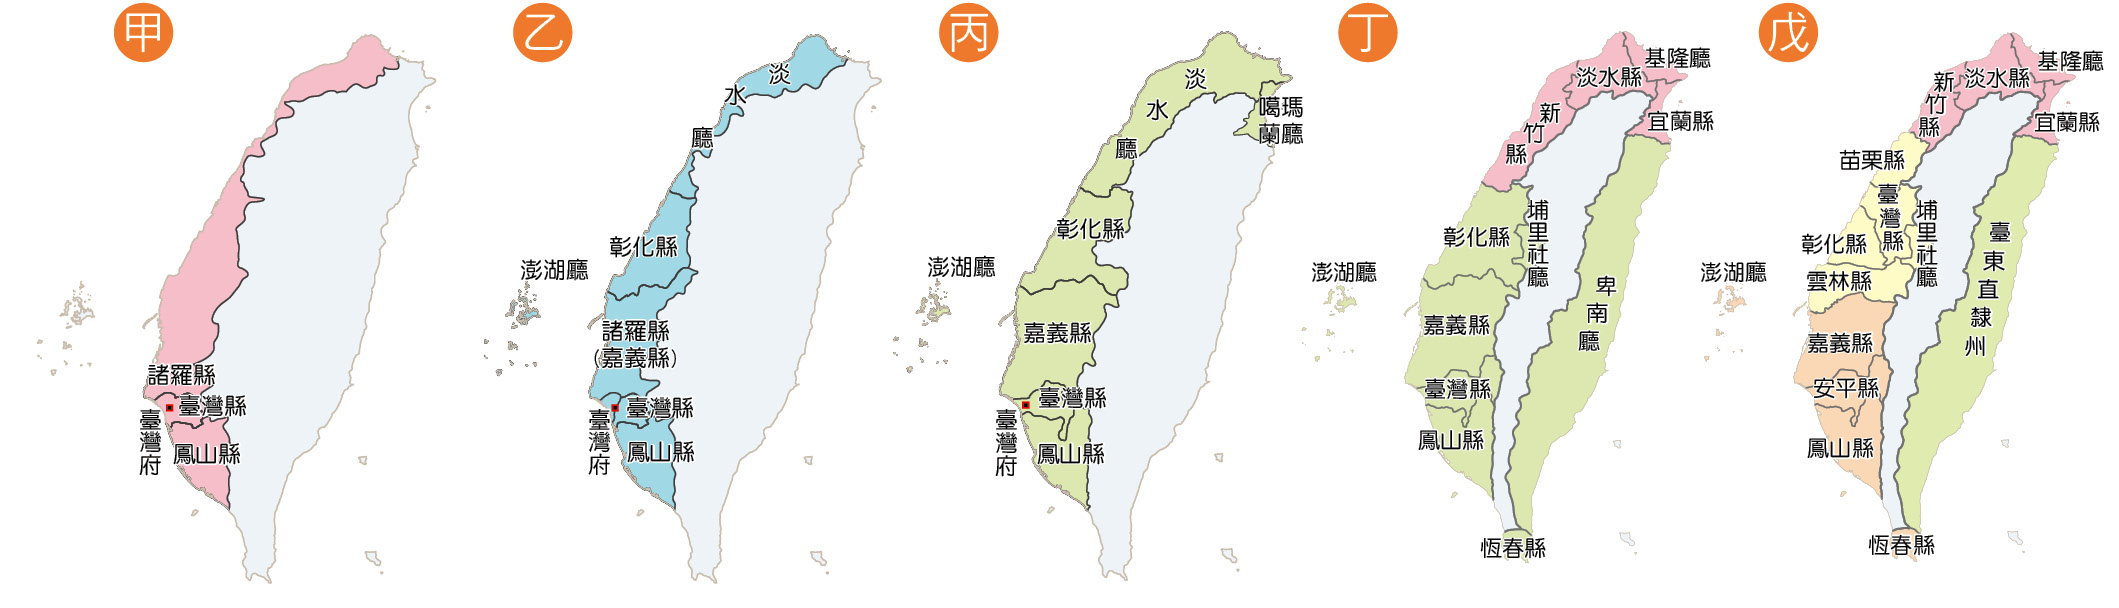 甲
諸羅縣
臺灣縣
臺灣府
鳳山縣
乙
淡水廳
彰化縣
澎湖廳
諸羅縣
(嘉義縣)
臺灣縣
臺灣府
鳳山縣
丙
淡水廳
噶瑪
蘭廳
彰化縣
澎湖廳
嘉義縣
臺灣縣
臺灣府
鳳山縣
丁
基隆廳
淡水縣
新竹縣
宜蘭縣
埔里社廳
彰化縣
澎湖廳
卑南廳
嘉義縣
臺灣縣
鳳山縣
恆春縣
戊
基隆廳
淡水縣
新竹縣
宜蘭縣
苗栗縣
臺灣縣
埔里社廳
彰化縣
澎湖廳
雲林縣
臺東直隸州
嘉義縣
安平縣
鳳山縣
恆春縣